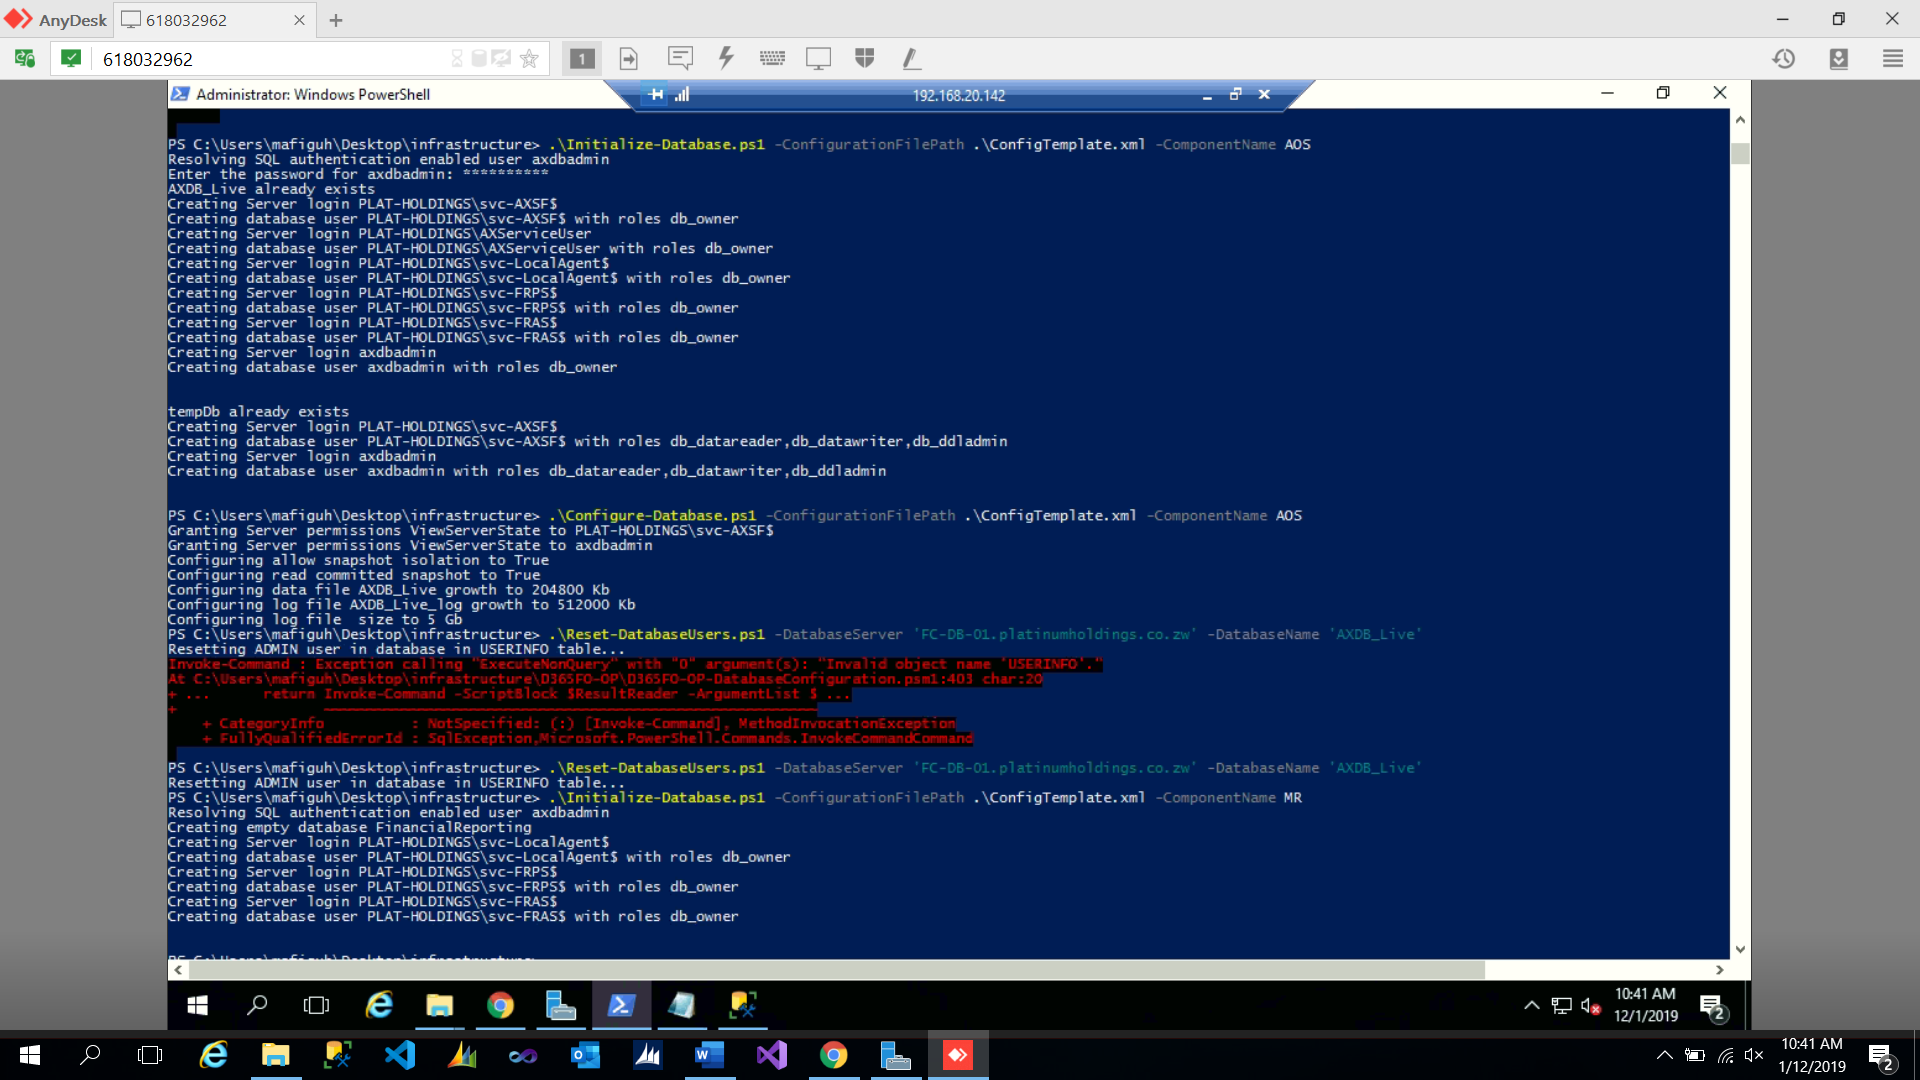 AnyDesk
618032962
618032962
1
Administrator: Windows PowerShell
192.168.20.142
PS C:\Users\mafiguh\Desktop\infrastructure> .\Initialize-Database.ps1 -ConfigurationFilePath .\ConfigTemplate.xml -ComponentName AOS
Resolving SQL authentication enabled user axdbadmin
Enter the password for axdbadmin: **********
AXDB_Live already exists
Creating Server login PLAT-HOLDINGS\svc-AXSF$
Creating database user PLAT-HOLDINGS\svc-AXSF$ with roles db_owner
Creating Server login PLAT-HOLDINGS\AXServiceUser
Creating database user PLAT-HOLDINGS\AXServiceUser with roles db_owner
Creating Server login PLAT-HOLDINGS\svc-LocalAgent$
Creating database user PLAT-HOLDINGS\svc-LocalAgent$ with roles db_owner
Creating Server login PLAT-HOLDINGS\svc-FRPS$
Creating database user PLAT-HOLDINGS\svc-FRPS$ with roles db_owner
Creating Server login PLAT-HOLDINGS\svc-FRAS$
Creating database user PLAT-HOLDINGS\svc-FRAS$ with roles db_owner
Creating Server login axdbadmin
Creating database user axdbadmin with roles db_owner
tempDb already exists
Creating Server login PLAT-HOLDINGS\svc-AXSF$
Creating database user PLAT-HOLDINGS\svc-AXSF$ with roles db_datareader,db_datawriter,db_ddladmin
Creating Server login axdbadmin
Creating database user axdbadmin with roles db_datareader,db_datawriter,db_ddladmin
PS C:\Users\mafiguh\Desktop\infrastructure> .\Configure-Database.ps1 -ConfigurationFilePath .\ConfigTemplate.xml -ComponentName AOS
Granting Server permissions ViewServerState to PLAT-HOLDINGS\svc-AXSF$
Granting Server permissions ViewServerState to axdbadmin
Configuring allow snapshot isolation to True
Configuring read committed snapshot to True
Configuring data file AXDB_Live growth to 204800 Kb
Configuring log file AXDB_Live_log growth to 512000 Kb
Configuring log file  size to 5 Gb
PS C:\Users\mafiguh\Desktop\infrastructure> .\Reset-DatabaseUsers.ps1 -DatabaseServer 'FC-DB-01.platinumholdings.co.zw' -DatabaseName 'AXDB_Live'
Resetting ADMIN user in database in USERINFO table...
Invoke-Command : Exception calling "ExecuteNonQuery" with "0" argument(s): "Invalid object name 'USERINFO'."
At C:\Users\mafiguh\Desktop\infrastructure\D365FO-OP\D365FO-OP-DatabaseConfiguration.psm1:403 char:20
+ ...      return Invoke-Command -ScriptBlock $ResultReader -ArgumentList $ ...
+
+ CategoryInfo          : NotSpecified: (:) [Invoke-Command], MethodInvocationException
+ FullyQualifiedErrorId : SqlException,Microsoft.PowerShell.Commands.InvokeCommandCommand
PS C:\Users\mafiguh\Desktop\infrastructure> .\Reset-DatabaseUsers.ps1 -DatabaseServer 'FC-DB-01.platinumholdings.co.zw' -DatabaseName 'AXDB_Live'
Resetting ADMIN user in database in USERINFO table...
PS C:\Users\mafiguh\Desktop\infrastructure> .\Initialize-Database.ps1 -ConfigurationFilePath .\ConfigTemplate.xml -ComponentName MR
Resolving SQL authentication enabled user axdbadmin
Creating empty database FinancialReporting
Creating Server login PLAT-HOLDINGS\svc-LocalAgent$
Creating database user PLAT-HOLDINGS\svc-LocalAgent$ with roles db_owner
Creating Server login PLAT-HOLDINGS\svc-FRPS$
Creating database user PLAT-HOLDINGS\svc-FRPS$ with roles db_owner
Creating Server login PLAT-HOLDINGS\svc-FRAS$
Creating database user PLAT-HOLDINGS\svc-FRAS$ with roles db_owner
PS C:\Users\mafiguh\Desktop\infrastructure>
10:41 AM
12/1/2019
2
10:41 AM
1/12/2019
2